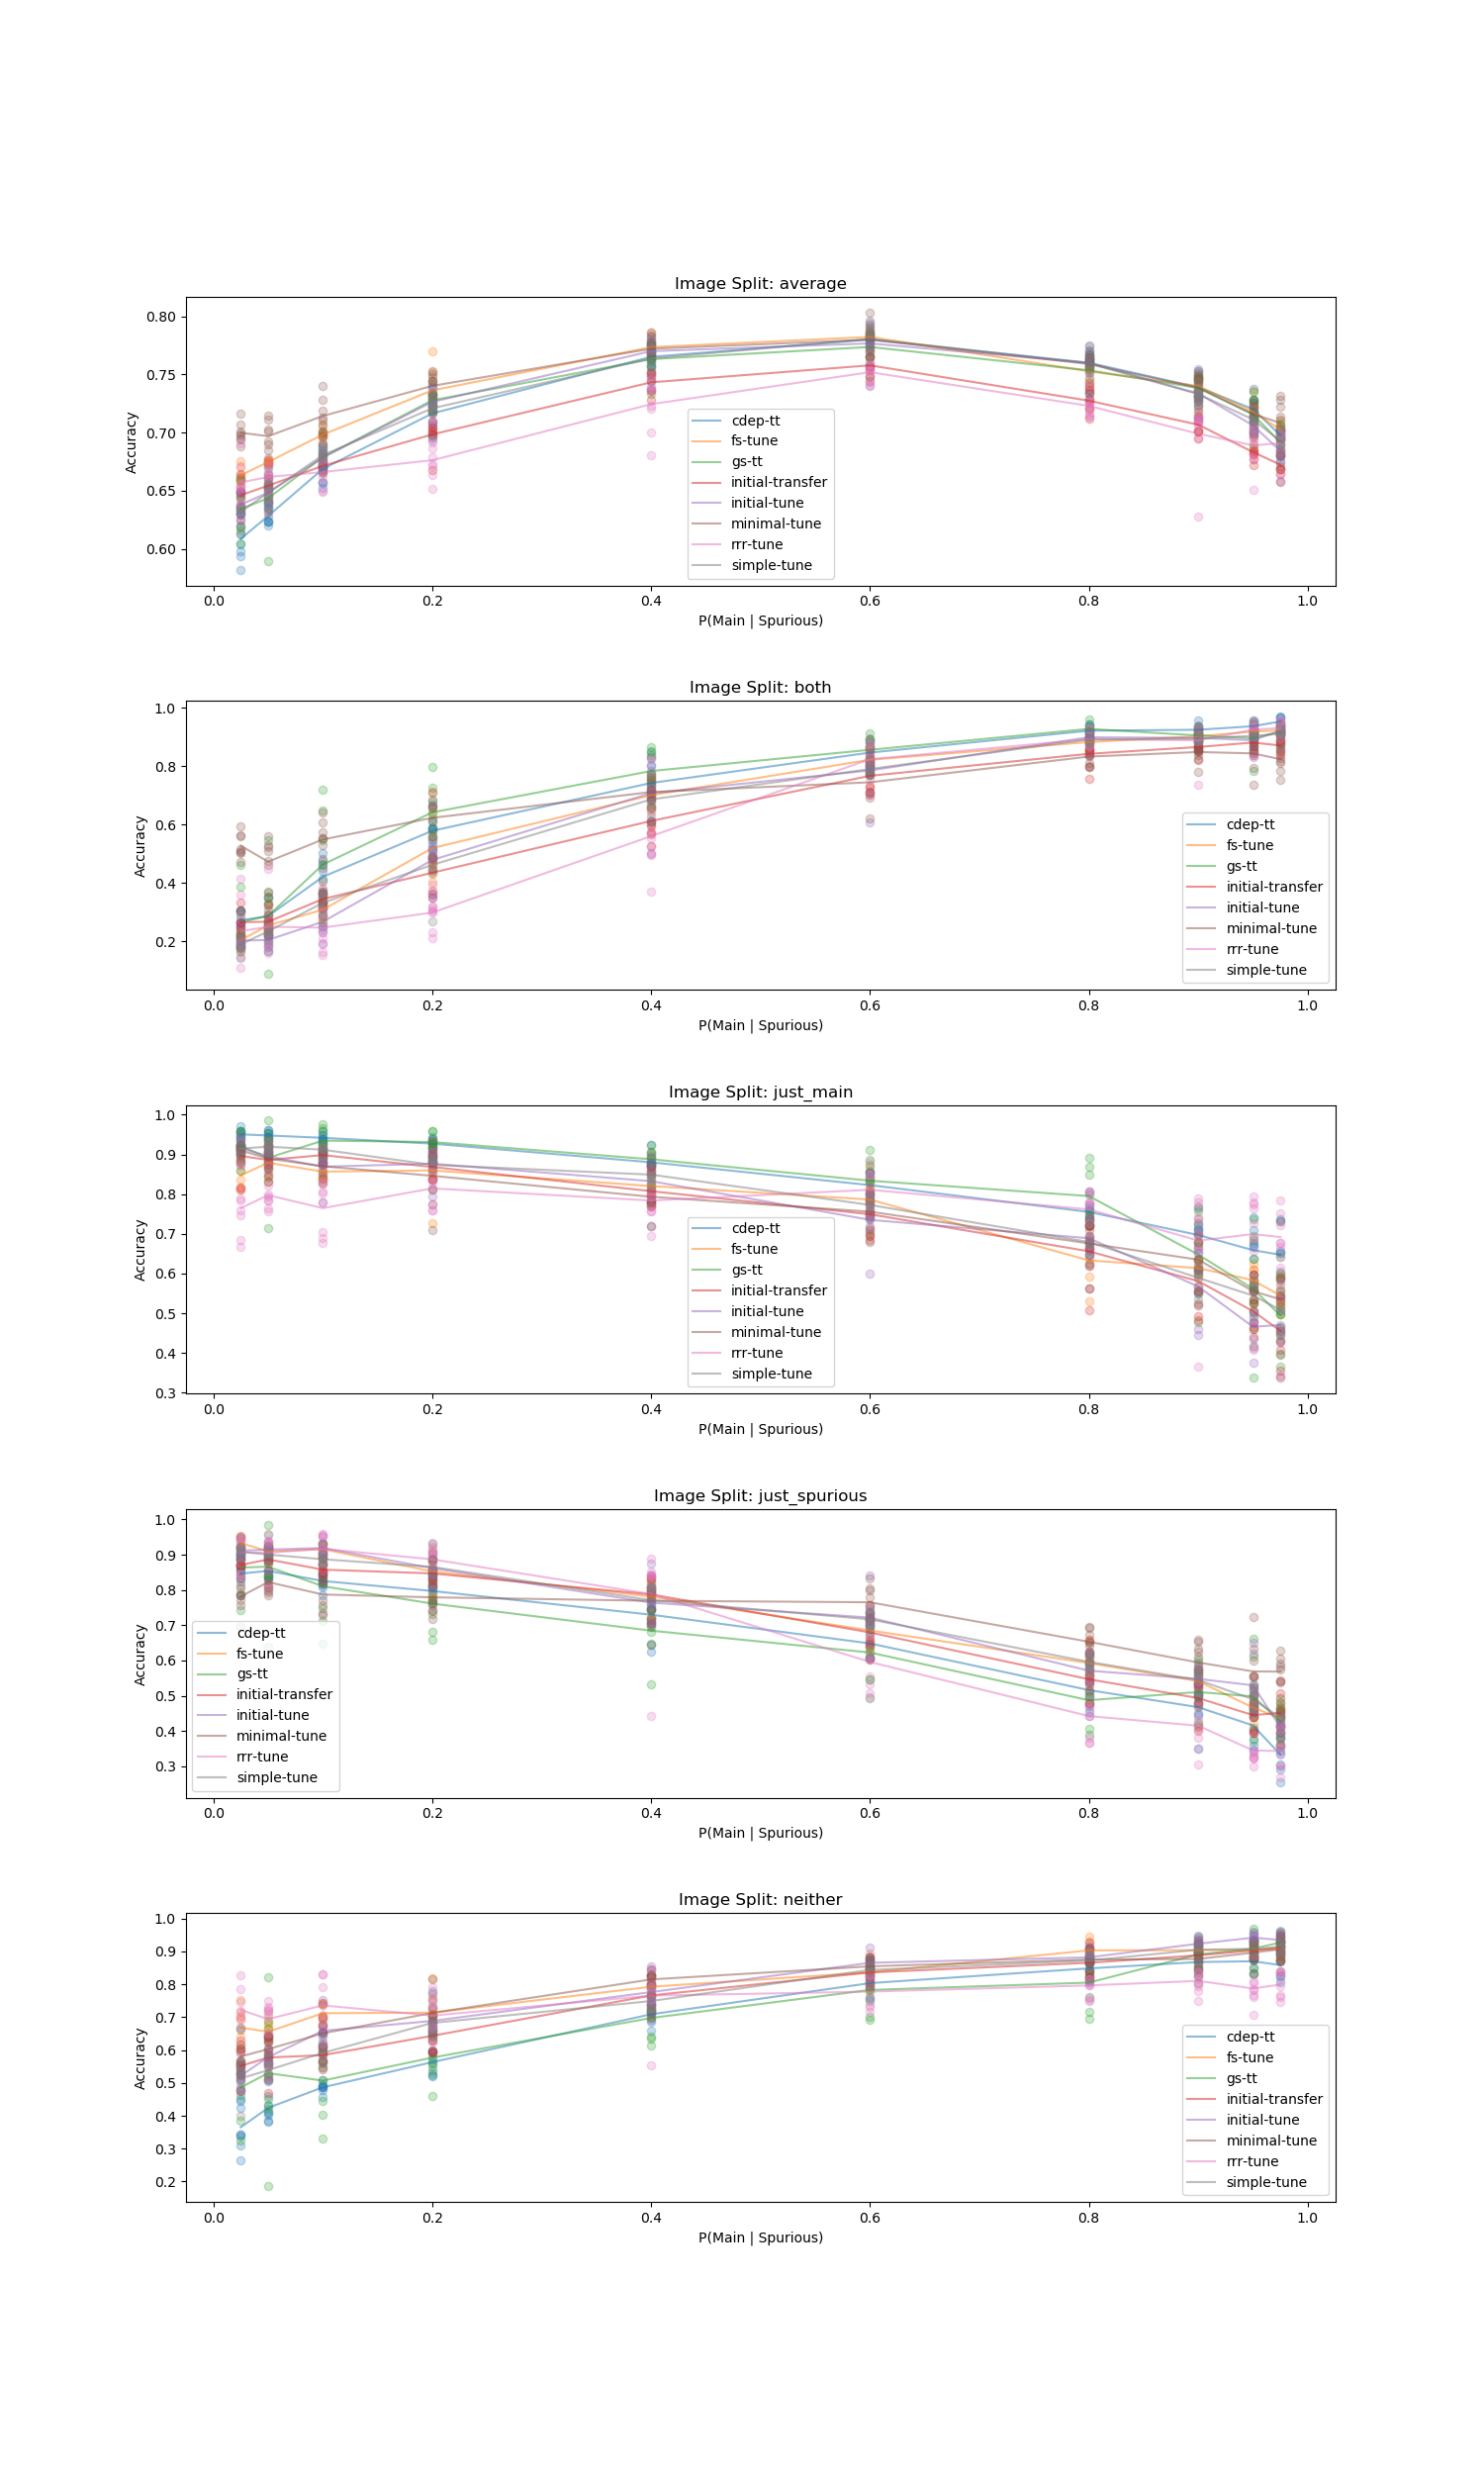 Image Split: average
Accuracy
0.80
0.75
0.70
0.65
0.60
cdep-tt
fs-tune
gs-tt
initial-transfer
initial-tune
minimal-tune
rrr-tune
simple-tune
0.0 0.2 0.4 0.6 0.8 1.0
P(Main | Spurious)
Image Split: both
Accuracy
1.0
0.8
0.6
0.4
0.2
cdep-tt
fs-tune
gs-tt
initial-transfer
initial-tune
minimal-tune
rrr-tune
simple-tune
0.0 0.2 0.4 0.6 0.8 1.0
P(Main | Spurious)
Image Split: just_main
Accuracy
1.0
0.9
0.8
0.7
0.6
0.5
0.4
0.3
cdep-tt
fs-tune
gs-tt
initial-transfer
initial-tune
minimal-tune
rrr-tune
simple-tune
0.0 0.2 0.4 0.6 0.8 1.0
P(Main | Spurious)
Image Split: just_spurious
Accuracy
1.0
0.9
0.8
0.7
0.6
0.5
0.4
0.3
cdep-tt
fs-tune
gs-tt
initial-transfer
initial-tune
minimal-tune
rrr-tune
simple-tune
0.0 0.2 0.4 0.6 0.8 1.0
P(Main | Spurious)
Image Split: neither
Accuracy
1.0
0.9
0.8
0.7
0.6
0.5
0.4
0.3
0.2
cdep-tt
fs-tune
gs-tt
initial-transfer
initial-tune
minimal-tune
rrr-tune
simple-tune
0.0 0.2 0.4 0.6 0.8 1.0
P(Main | Spurious)